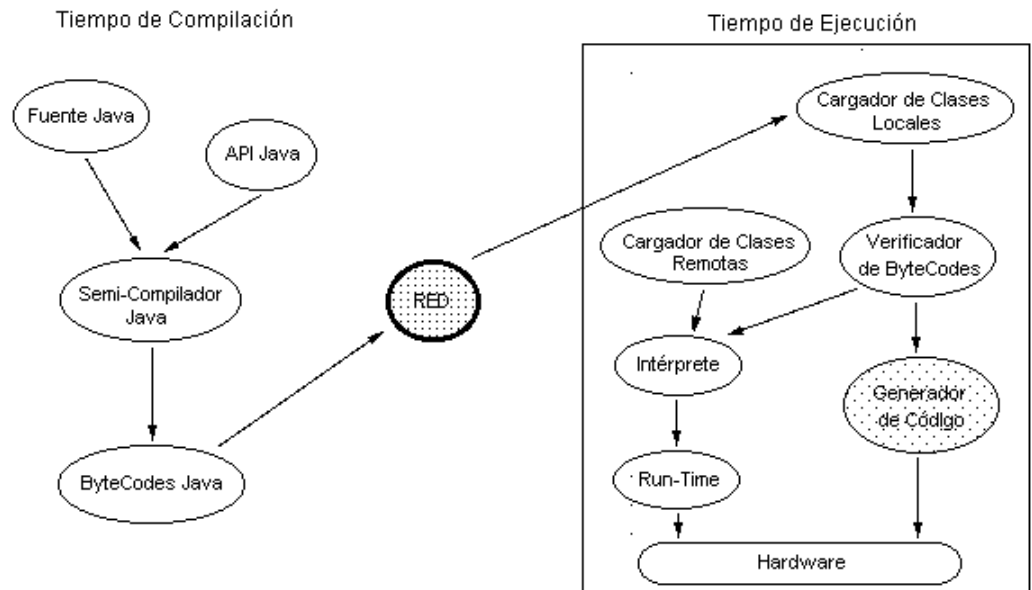 Tiempo de Compilación
Tiempo de Ejecución
Fuente Java
API Java
Semi-Compilador
Java
ByteCodes Java
RED
Cargador de Clases
Locales
Cargador de Clases
Remotas
Verificador
de ByteCodes
Intérprete
Generador
de Código
Run-Time
Hardware